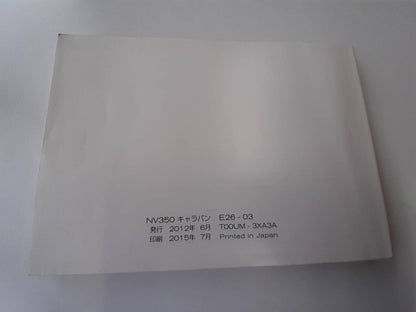 NV350 キャラバン E26 - 03
発行 2012年 6月 T00UM - 3XA3A
印刷 2015年 7月 Printed in Japan